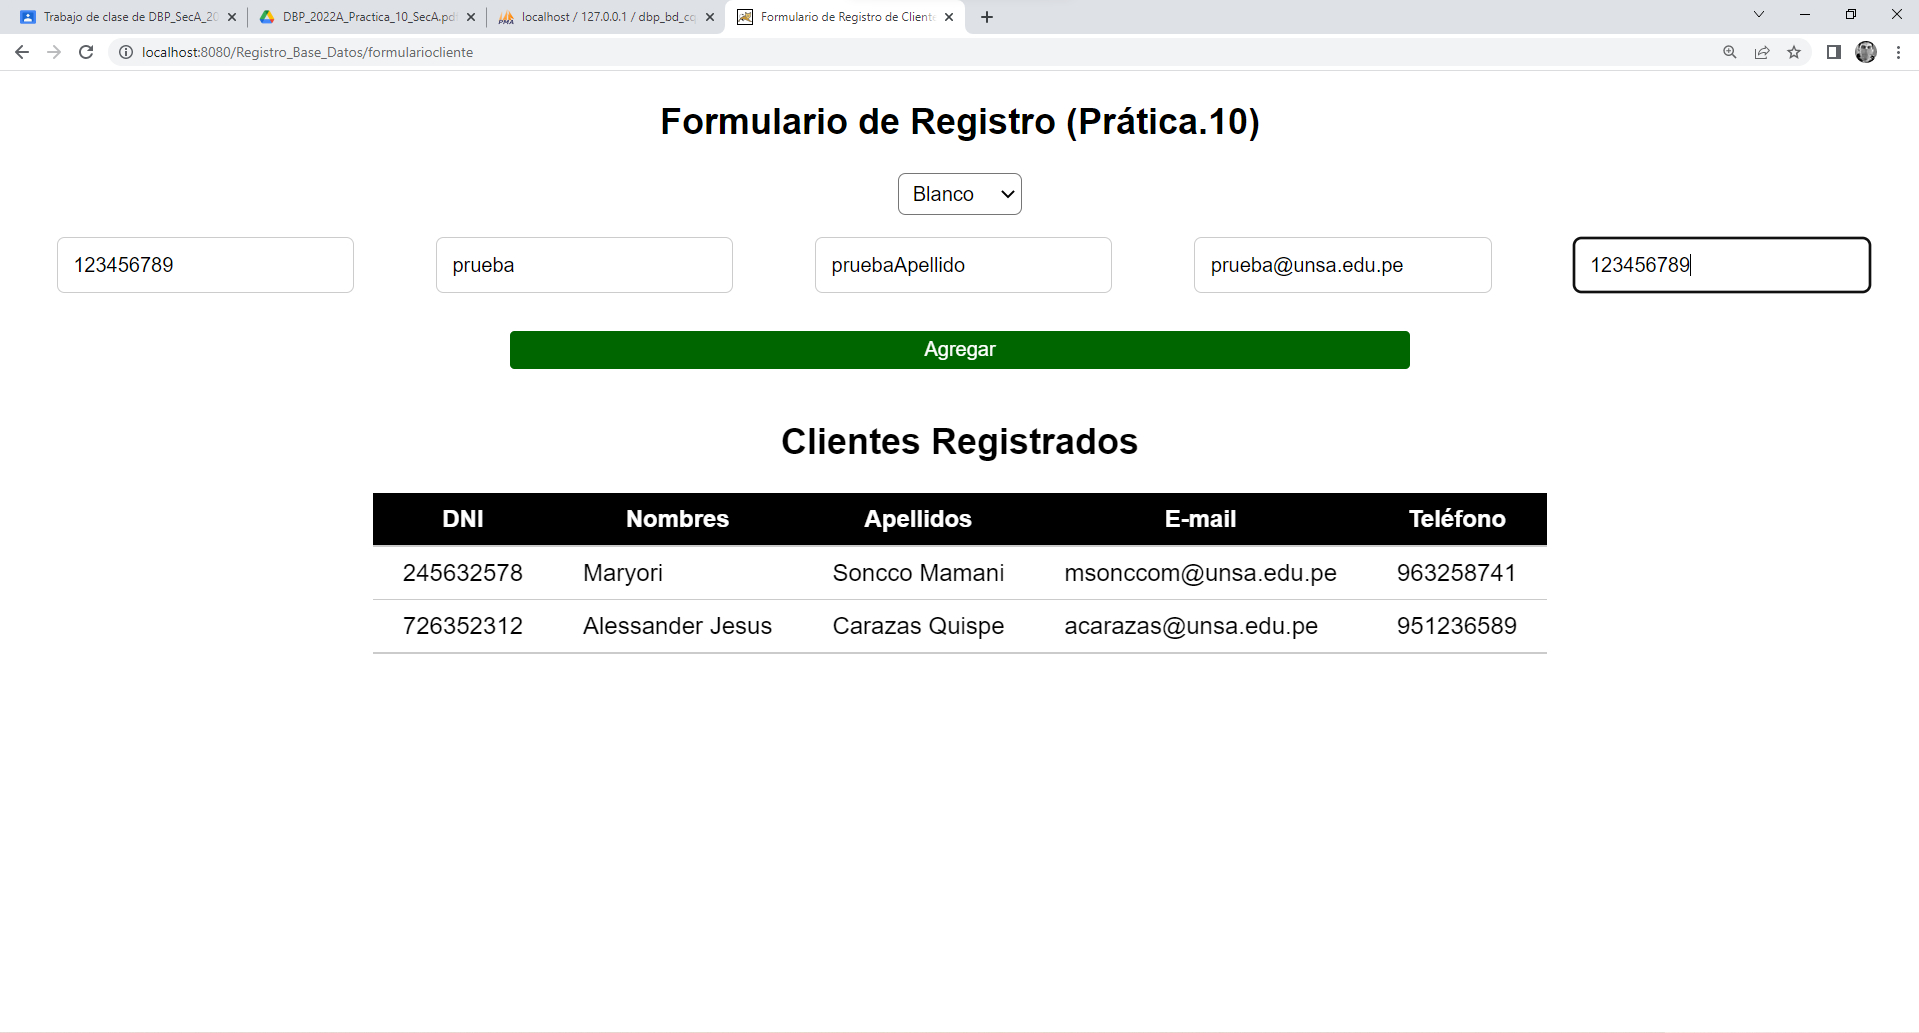 Trabajo de clase de DBP_SecA_20
DBP_2022A_Practica_10_SecA.pdf
localhost / 127.0.0.1 / dbp_bd_cq
Formulario de Registro de Cliente
localhost:8080/Registro_Base_Datos/formulariocliente
Formulario de Registro (Prática.10)
Blanco
123456789 prueba pruebaApellido prueba@unsa.edu.pe 123456789
Agregar
Clientes Registrados
DNI Nombres Apellidos E-mail Teléfono
245632578 Maryori Soncco Mamani msonccom@unsa.edu.pe 963258741
726352312 Alessander Jesus Carazas Quispe acarazas@unsa.edu.pe 951236589